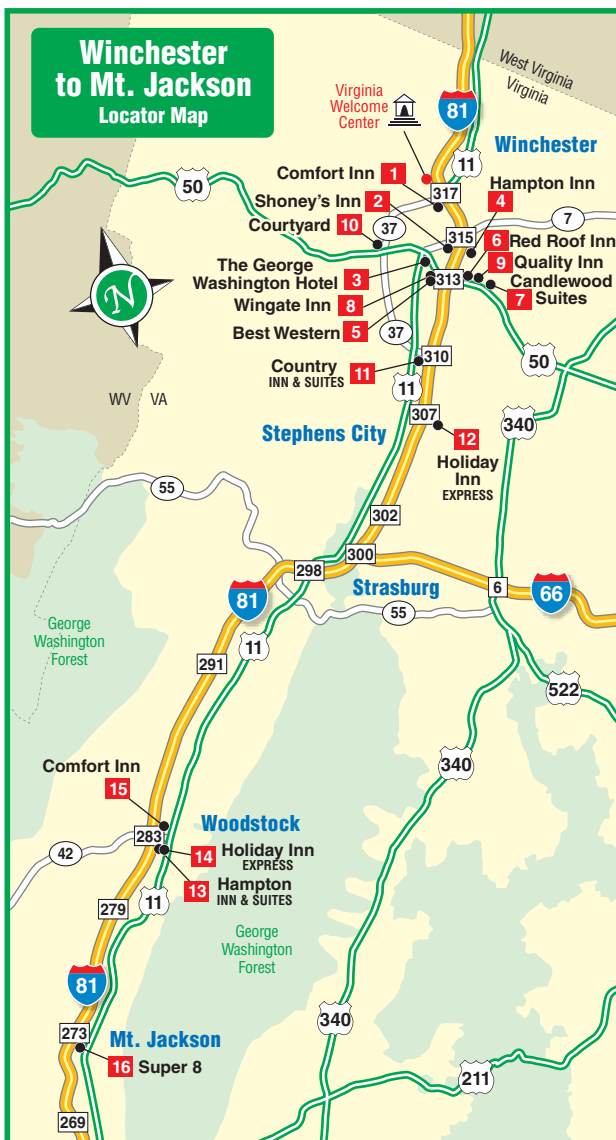 Winchester
to Mt. Jackson
Locator Map
West Virginia
Virginia
Virginia
Welcome
Center
81
11
Winchester
50
Comfort Inn 1
317
Hampton Inn
4
Shoney's Inn 2
37
7
Courtyard 10
315
6 Red Roof Inn
9 Quality Inn
The George
Washington Hotel 3
313
Candlewood
7 Suites
Wingate Inn 8
Best Western 5
N
37
50
Country
INN & SUITES 11
310
11
WV VA
307
340
Stephens City
12
Holiday
Inn
EXPRESS
55
302
300
298
Strasburg
6
66
81
55
George
Washington
Forest
11
291
522
340
Comfort Inn
15
Woodstock
283
42
14 Holiday Inn
EXPRESS
13 Hampton
INN & SUITES
11
279
George
Washington
Forest
81
340
273
Mt. Jackson
16 Super 8
211
269